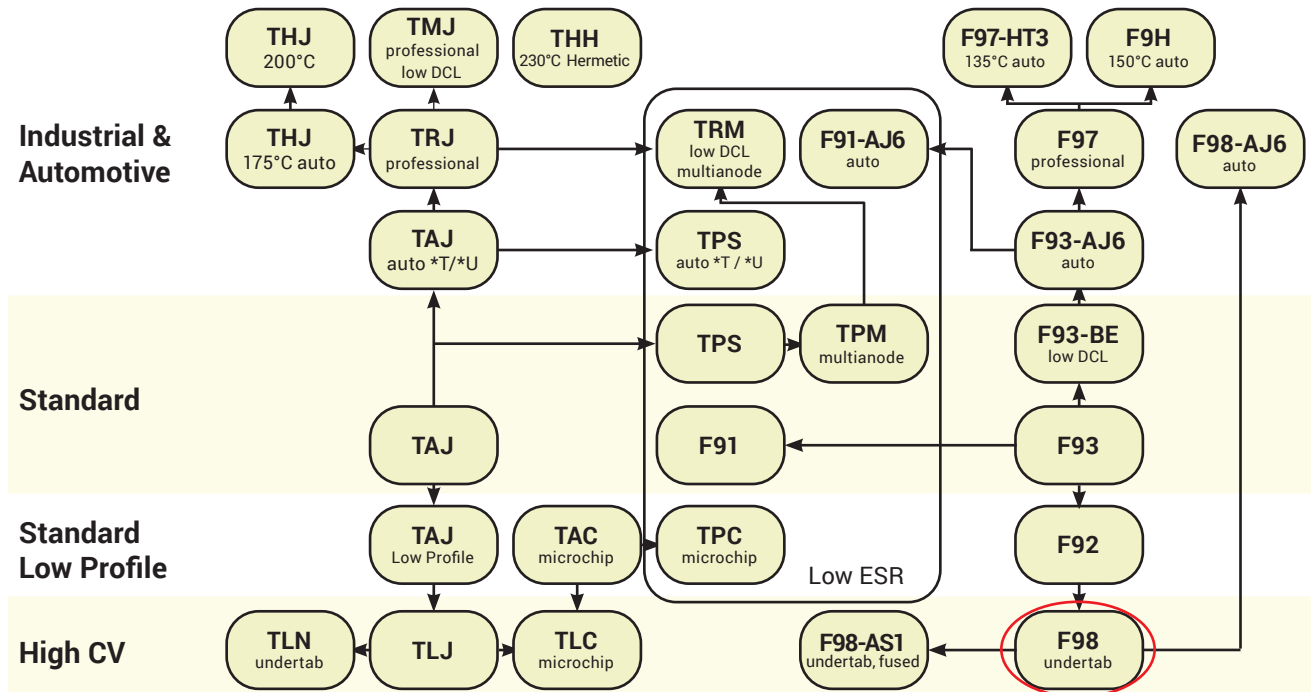 THJ
200°C
TMJ
professional
low DCL
THH
230°C Hermetic
F97-HT3
135°C auto
F9H
150°C auto
Industrial &
Automotive
THJ
175°C auto
TRJ
professional
TRM
low DCL
multianode
F91-AJ6
auto
F97
professional
F98-AJ6
auto
TAJ
auto *T/*U
TPS
auto *T / *U
F93-AJ6
auto
TPS
TPM
multianode
F93-BE
low DCL
Standard
TAJ
F91
F93
Standard
Low Profile
TAJ
Low Profile
TAC
microchip
TPC
microchip
F92
Low ESR
High CV
TLN
undertab
TLJ
TLC
microchip
F98-AS1
undertab, fused
F98
undertab